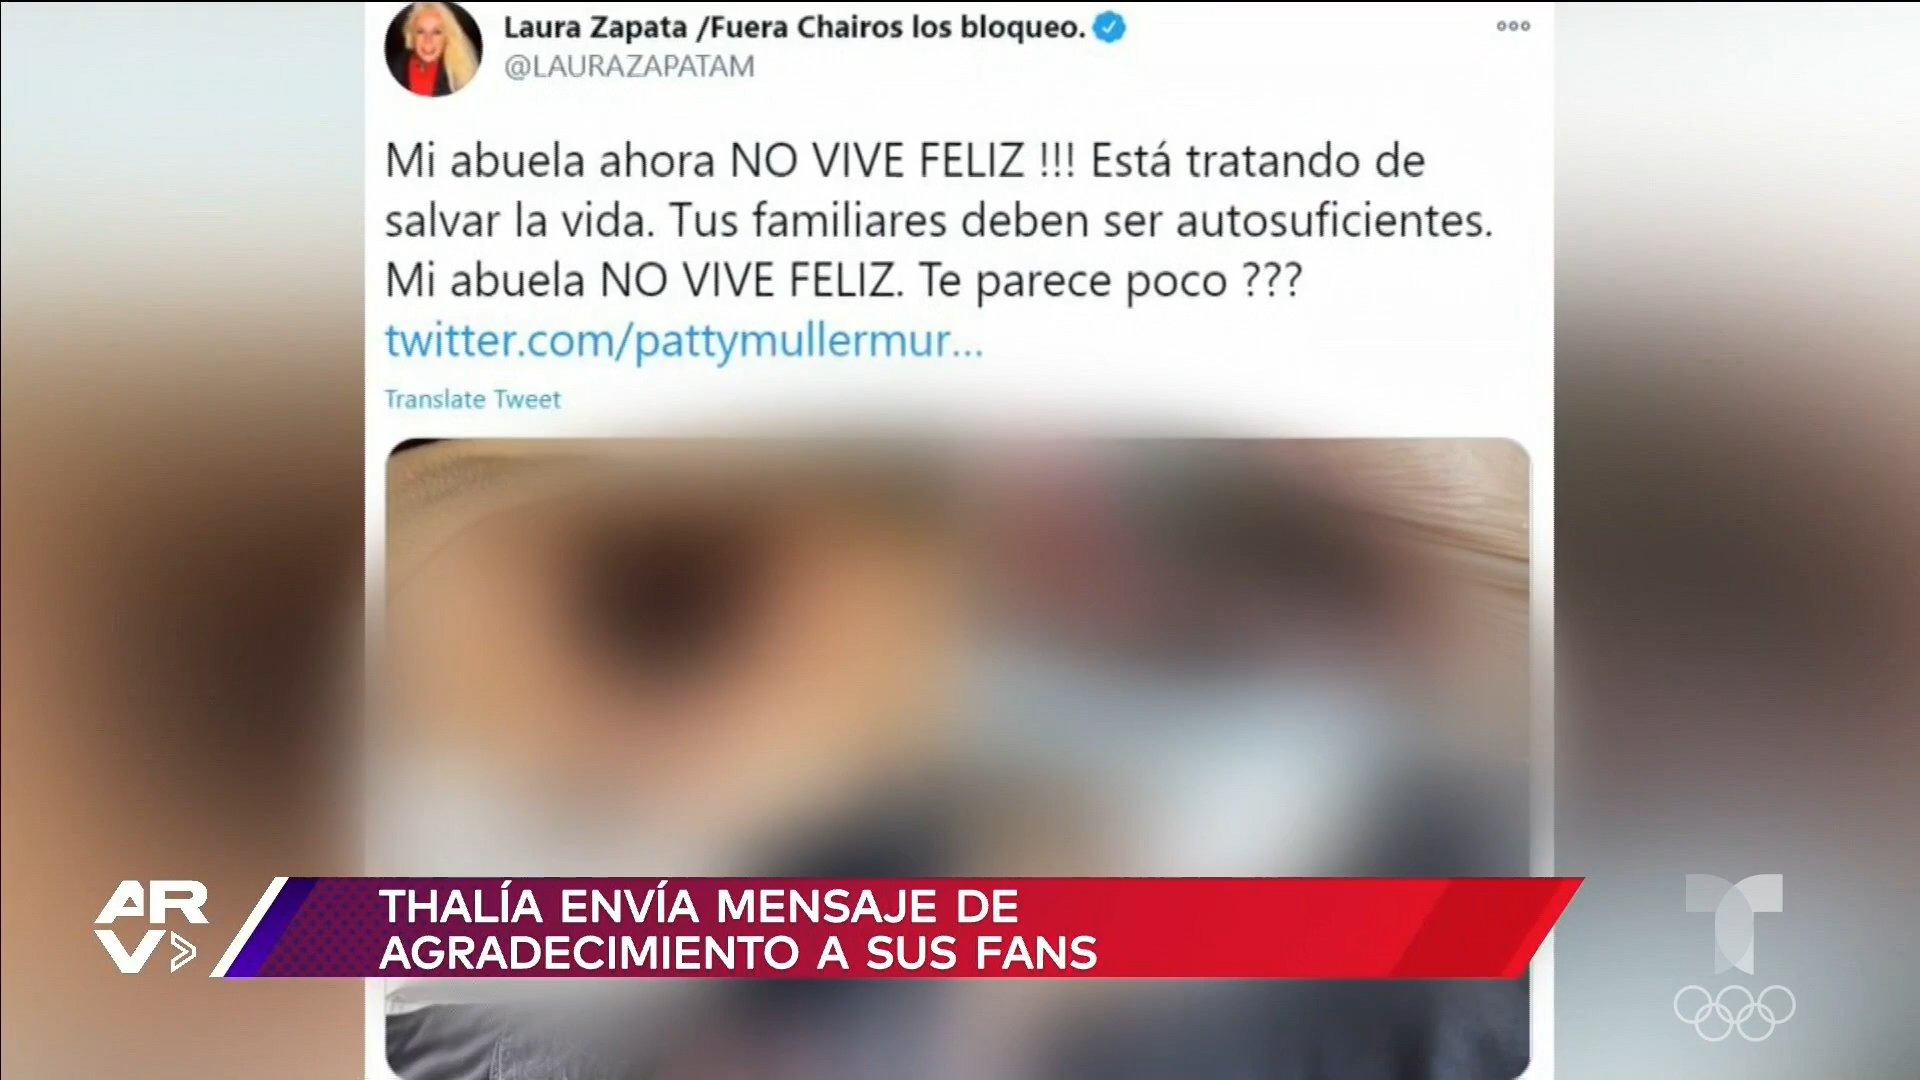 Laura Zapata /Fuera Chairos los bloqueo.
@LAURAZAPATAM
Mi abuela ahora NO VIVE FELIZ !!! Está tratando de
salvar la vida. Tus familiares deben ser autosuficientes.
Mi abuela NO VIVE FELIZ. Te parece poco ???
twitter.com/pattymullermur...
Translate Tweet
ARV
THALÍA ENVÍA MENSAJE DE
AGRADECIMIENTO A SUS FANS